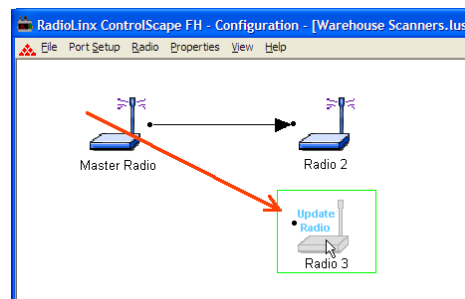 RadioLinx ControlScape FH - Configuration - [Warehouse Scanners.lus
File Port Setup Radio Properties View Help
Master Radio
Radio 2
Update
Radio
Radio 3